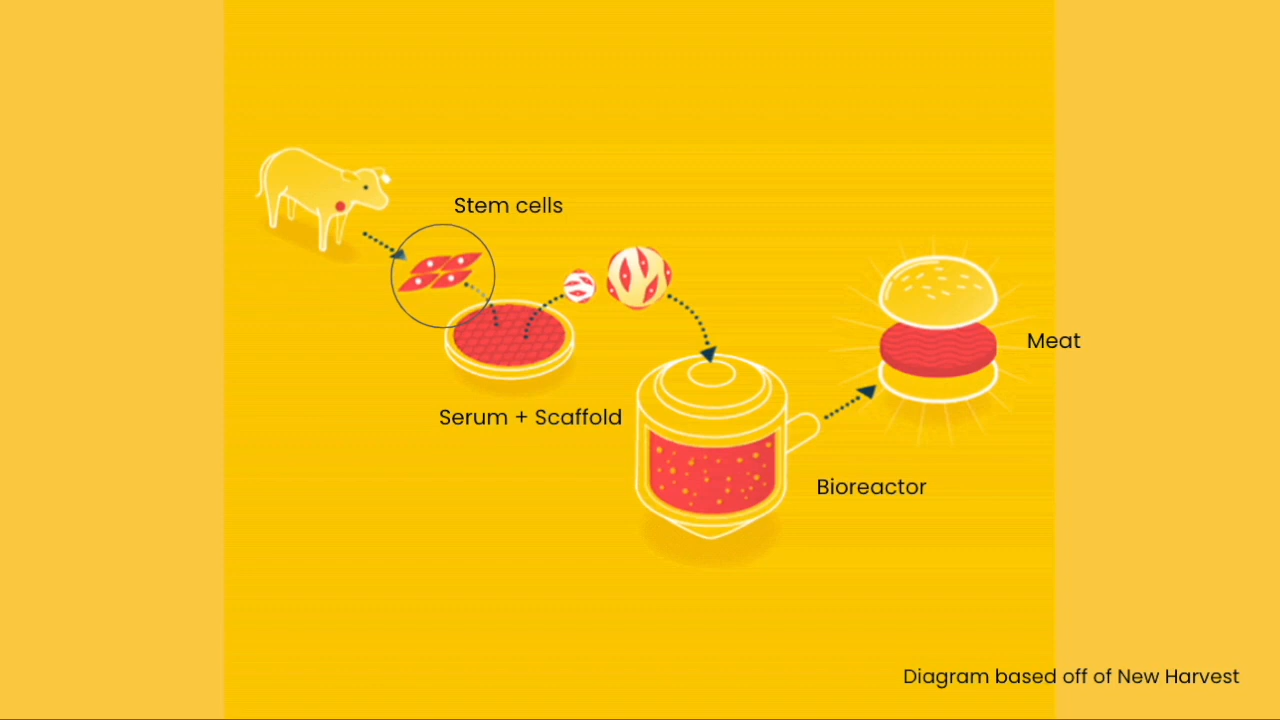 Stem cells
Serum + Scaffold
Meat
Bioreactor
Diagram based off of New Harvest